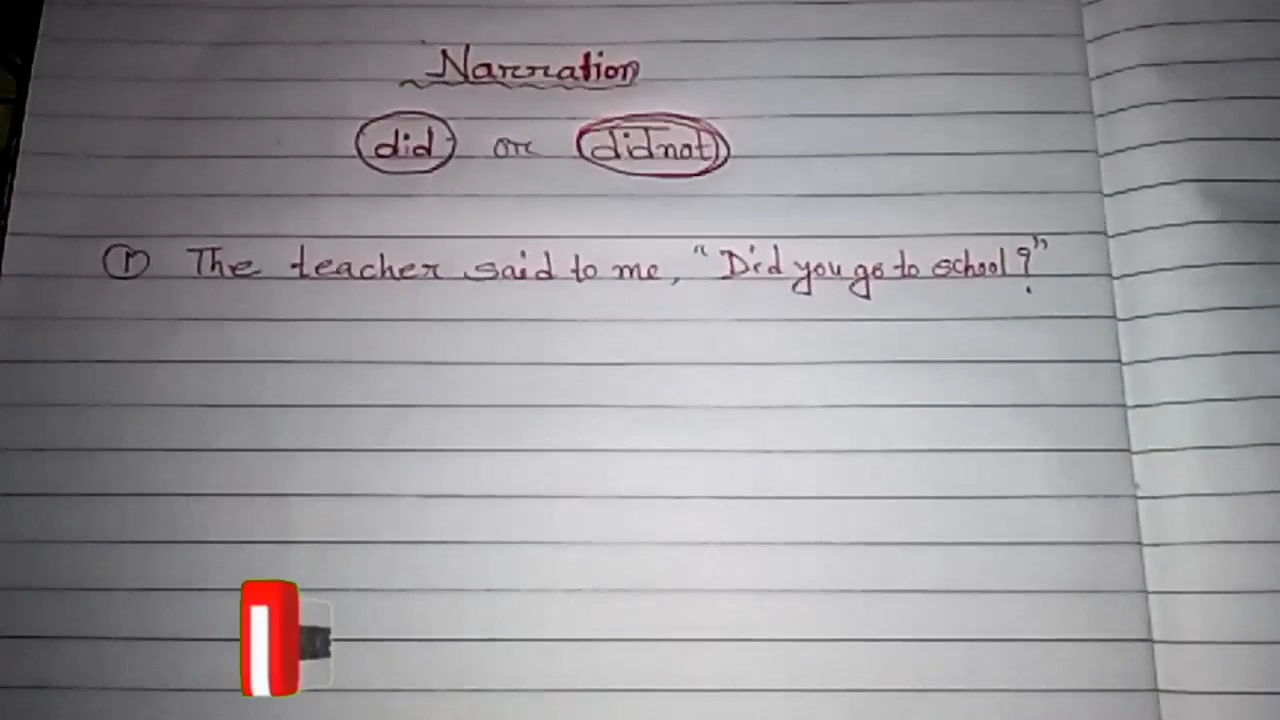 Narration
did or didnot
① The teacher said to me, "Did you go to school?"